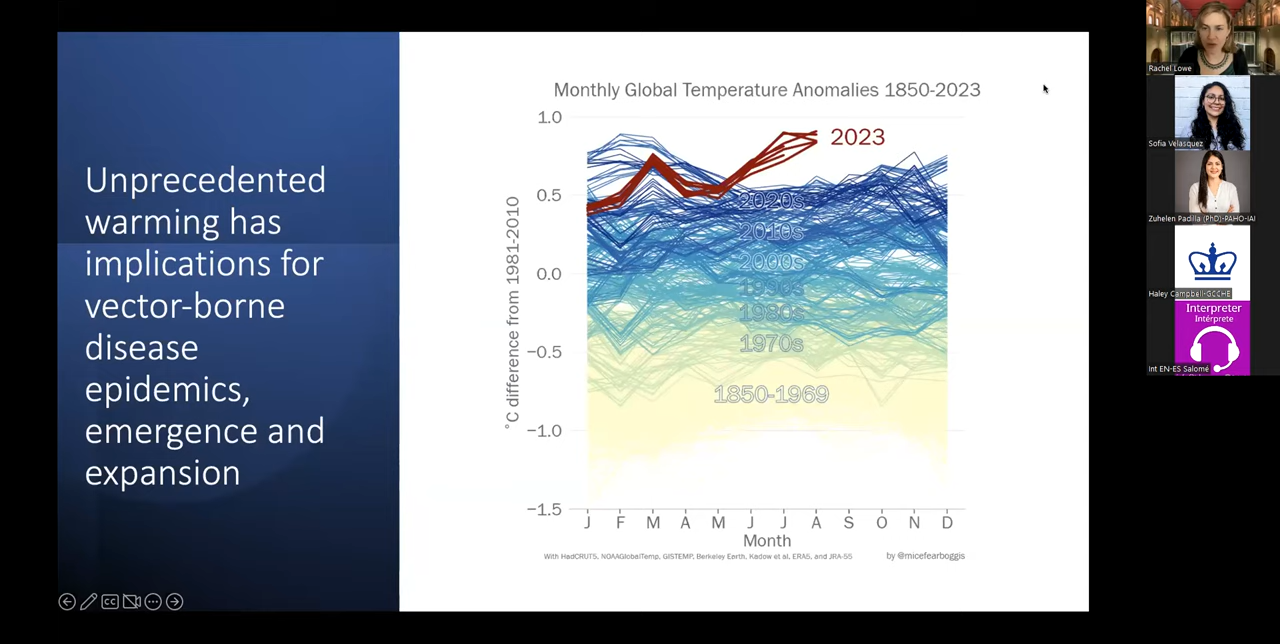 Unprecedented
warming has
implications for
vector-borne
disease
epidemics,
emergence and
expansion
Monthly Global Temperature Anomalies 1850-2023
°C difference from 1981-2010
1.0
0.5
0.0
−0.5
−1.0
−1.5
2023
2020s
2010s
2000s
1990s
1980s
1970s
1850-1969
J F M A M J J A S O N D
Month
With HadCRUT5, NOAAGlobalTemp, GISTEMP, Berkeley Earth, Kadow et al, ERA5, and JRA-55
by @micefearboggis
CC
Rachel Lowe
Sofia Velasquez
Zuhelen Padilla (PhD)-PAHO-IAI
Haley Campbell-GCCHE
Interpreter
Intérprete
Int EN-ES Salomé